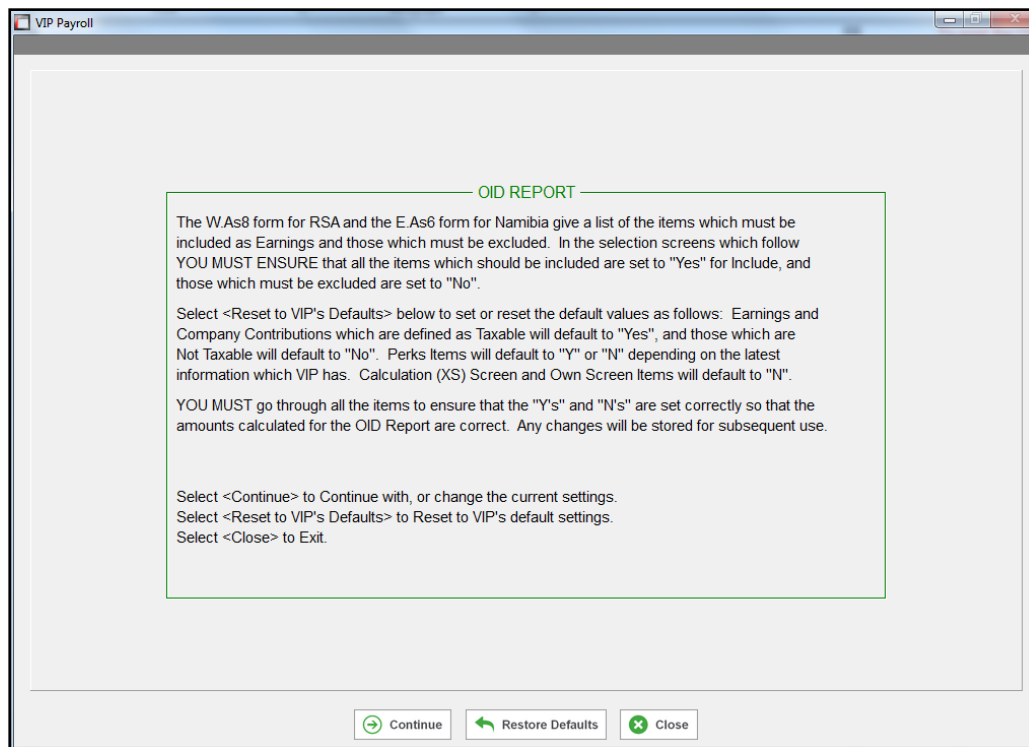 VIP Payroll
OID REPORT
The W.As8 form for RSA and the E.As6 form for Namibia give a list of the items which must be
included as Earnings and those which must be excluded.  In the selection screens which follow
YOU MUST ENSURE that all the items which should be included are set to "Yes" for Include, and
those which must be excluded are set to "No".
Select <Reset to VIP's Defaults> below to set or reset the default values as follows:  Earnings and
Company Contributions which are defined as Taxable will default to "Yes", and those which are
Not Taxable will default to "No".  Perks Items will default to "Y" or "N" depending on the latest
information which VIP has.  Calculation (XS) Screen and Own Screen Items will default to "N".
YOU MUST go through all the items to ensure that the "Y's" and "N's" are set correctly so that the
amounts calculated for the OID Report are correct.  Any changes will be stored for subsequent use.
Select <Continue> to Continue with, or change the current settings.
Select <Reset to VIP's Defaults> to Reset to VIP's default settings.
Select <Close> to Exit.
Continue
Restore Defaults
Close